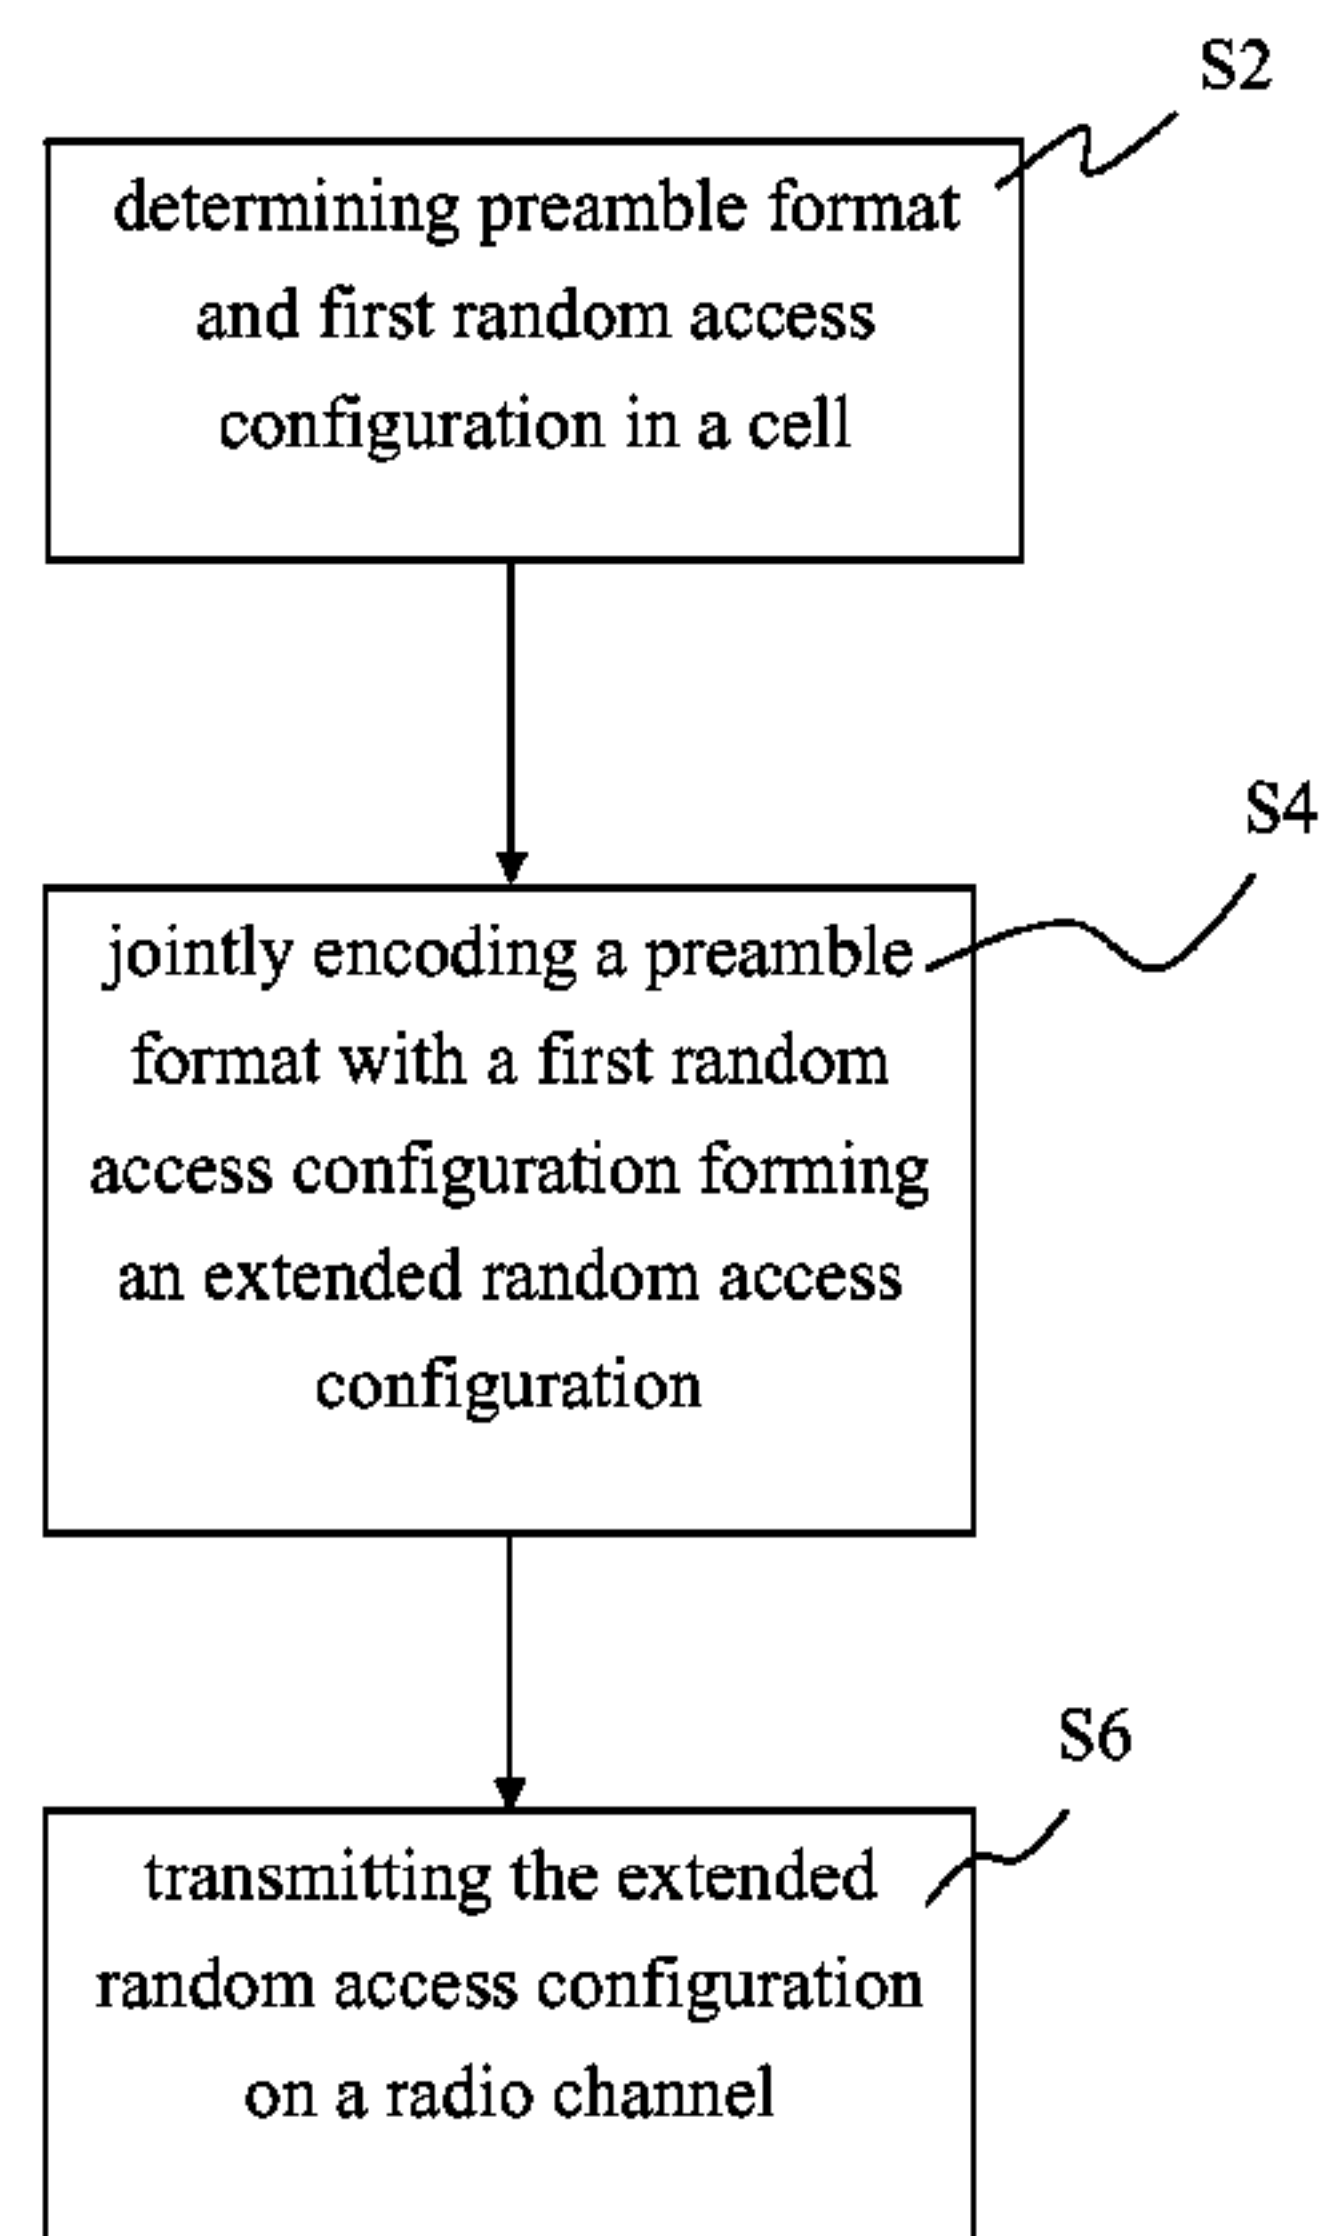 S2
determining preamble format
and first random access
configuration in a cell
S4
jointly encoding a preamble
format with a first random
access configuration forming
an extended random access
configuration
S6
transmitting the extended
random access configuration
on a radio channel